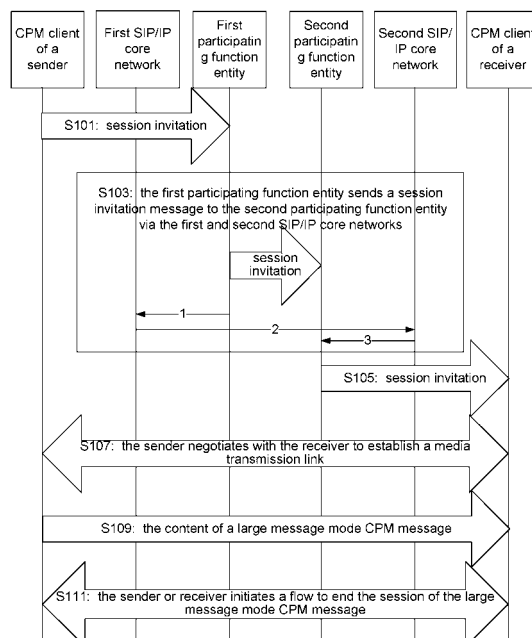 CPM client
of a
sender
First SIP/IP
core
network
First
participatin
g function
entity
Second
participatin
g function
entity
Second SIP/
IP core
network
CPM client
of a
receiver
S101: session invitation
S103: the first participating function entity sends a session
invitation message to the second participating function entity
via the first and second SIP/IP core networks
session
invitation
1
2
3
S105: session invitation
S107: the sender negotiates with the receiver to establish a media
transmission link
S109: the content of a large message mode CPM message
S111: the sender or receiver initiates a flow to end the session of the large
message mode CPM message